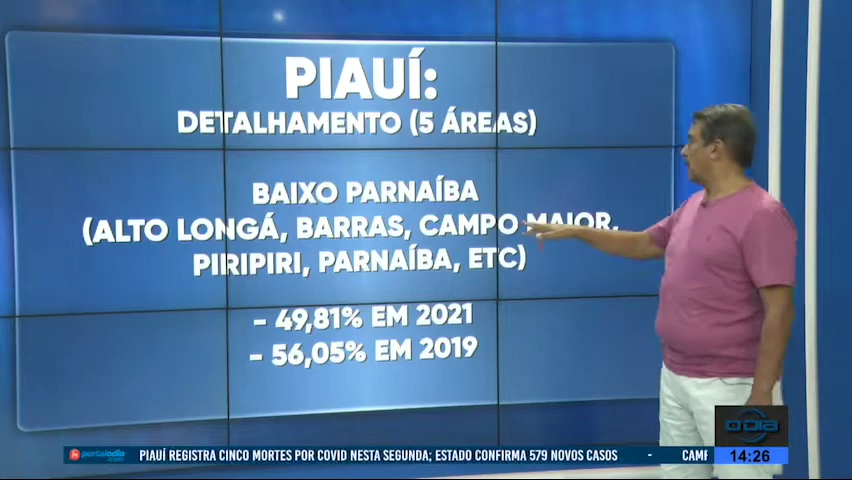 PIAUÍ:
DETALHAMENTO (5 ÁREAS)
BAIXO PARNAÍBA
(ALTO LONGÁ, BARRAS, CAMPO MAIOR,
PIRIPIRI, PARNAÍBA, ETC)
- 49,81% EM 2021
- 56,05% EM 2019
O DIA
portalodia
.com
PIAUÍ REGISTRA CINCO MORTES POR COVID NESTA SEGUNDA; ESTADO CONFIRMA 579 NOVOS CASOS - CAMP
14:26